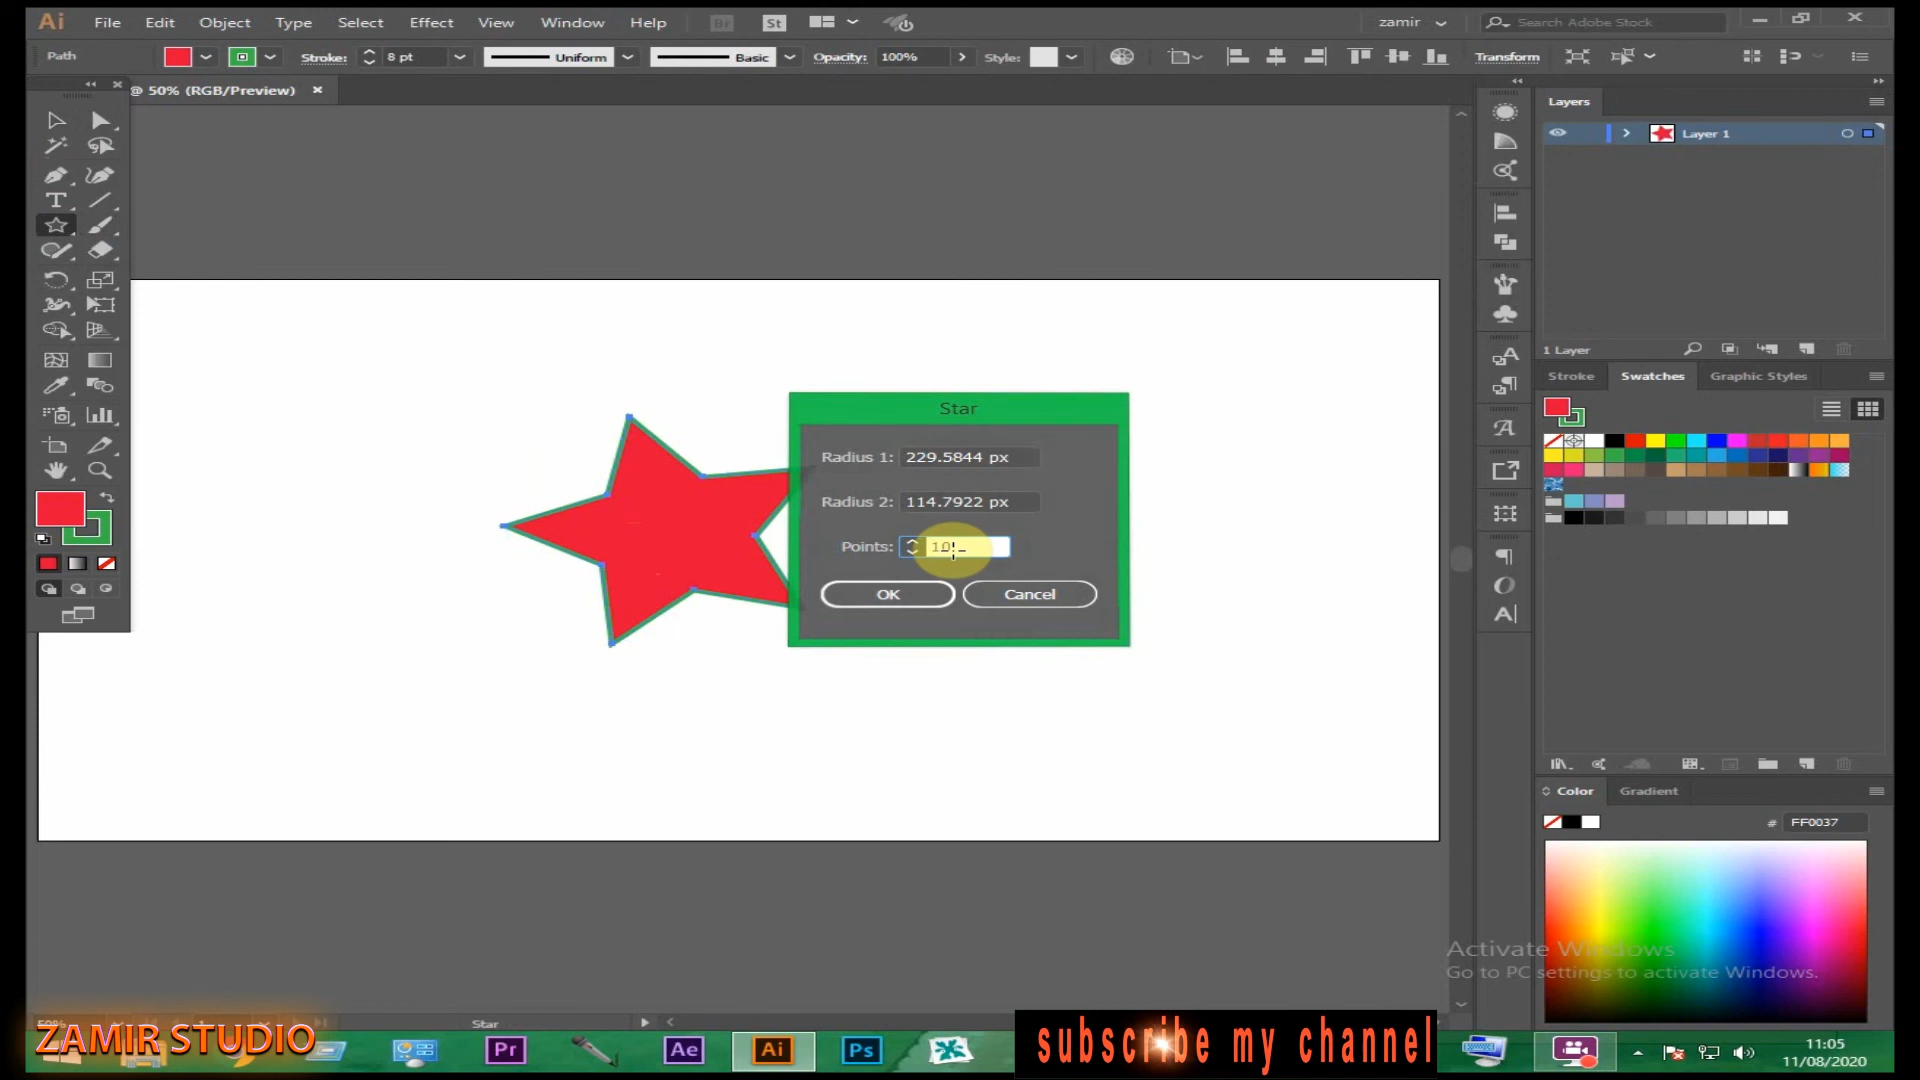 Ai File Edit Object Type Select Effect View Window Help Br St zamir Search Adobe Stock
Path Stroke: 8 pt Uniform Basic Opacity: 100% Style: Transform
@ 50% (RGB/Preview)
Layers
Layer 1
1 Layer
Stroke Swatches Graphic Styles
Star
Radius 1: 229.5844 px
Radius 2: 114.7922 px
Points: 10
OK Cancel
Color Gradient
# FF0037
Activate Windows
Go to PC settings to activate Windows.
Star
ZAMIR STUDIO
Pr Ae Ai Ps
subscribe my channel
11:05
11/08/2020